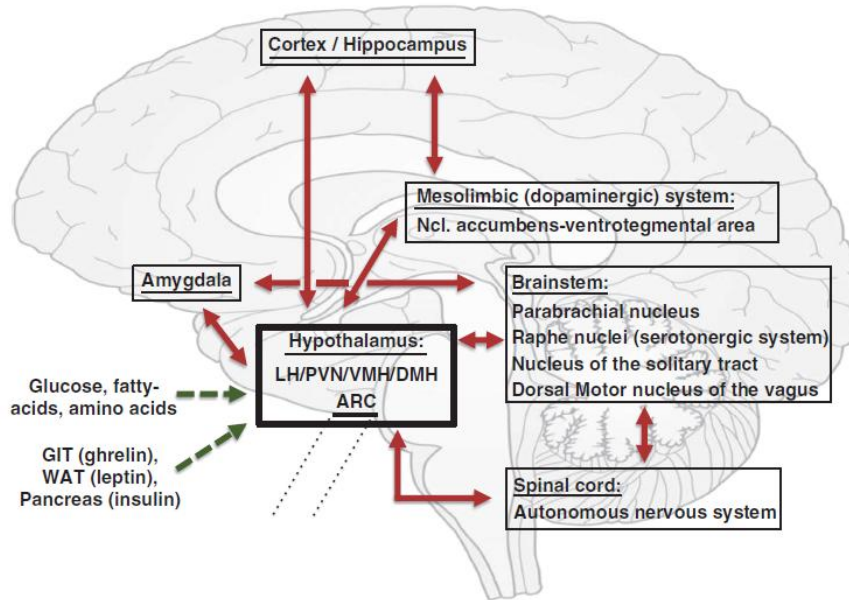 Cortex / Hippocampus
Mesolimbic (dopaminergic) system:
Ncl. accumbens-ventrotegmental area
Amygdala
Brainstem:
Parabrachial nucleus
Raphe nuclei (serotonergic system)
Nucleus of the solitary tract
Dorsal Motor nucleus of the vagus
Hypothalamus:
LH/PVN/VMH/DMH
ARC
Glucose, fatty-
acids, amino acids
GIT (ghrelin),
WAT (leptin),
Pancreas (insulin)
Spinal cord:
Autonomous nervous system